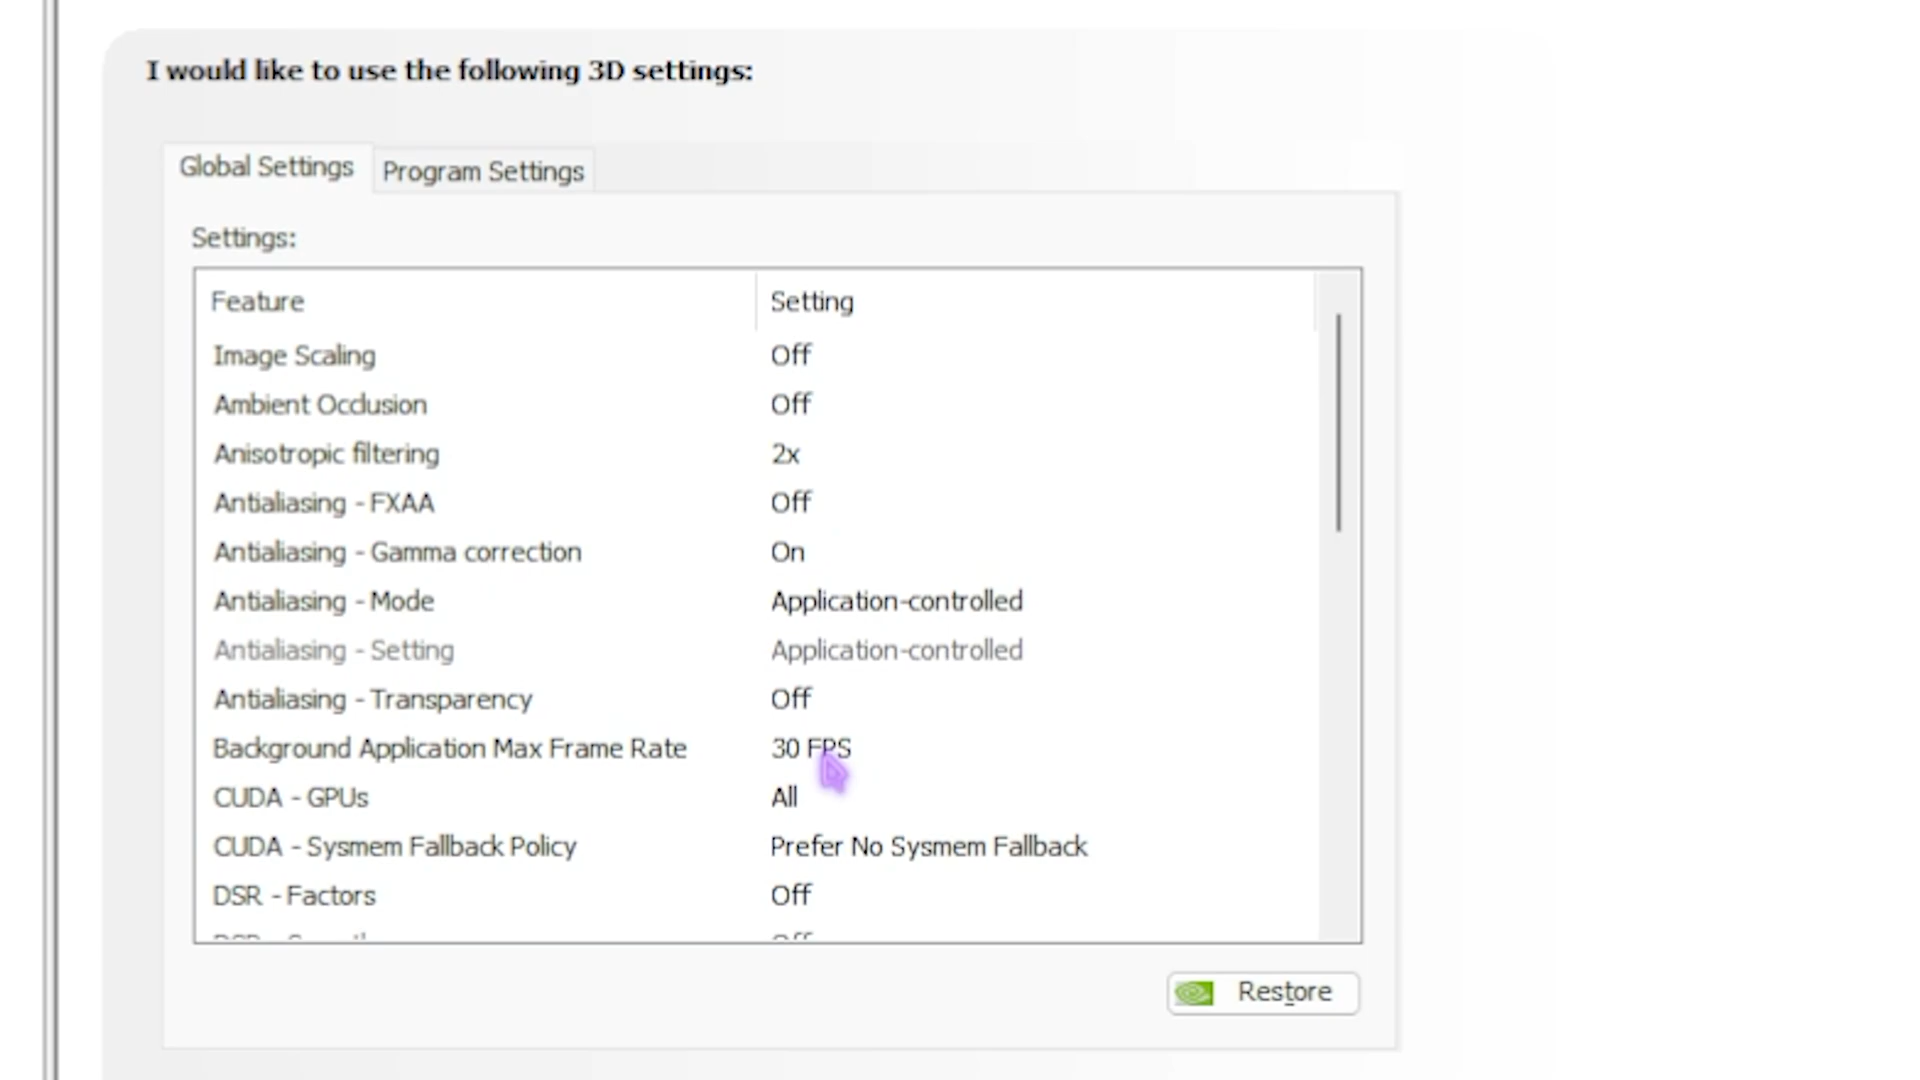 I would like to use the following 3D settings:
Global Settings
Program Settings
Settings:
Feature Setting
Image Scaling Off
Ambient Occlusion Off
Anisotropic filtering 2x
Antialiasing - FXAA Off
Antialiasing - Gamma correction On
Antialiasing - Mode Application-controlled
Antialiasing - Setting Application-controlled
Antialiasing - Transparency Off
Background Application Max Frame Rate 30 FPS
CUDA - GPUs All
CUDA - Sysmem Fallback Policy Prefer No Sysmem Fallback
DSR - Factors Off
Restore